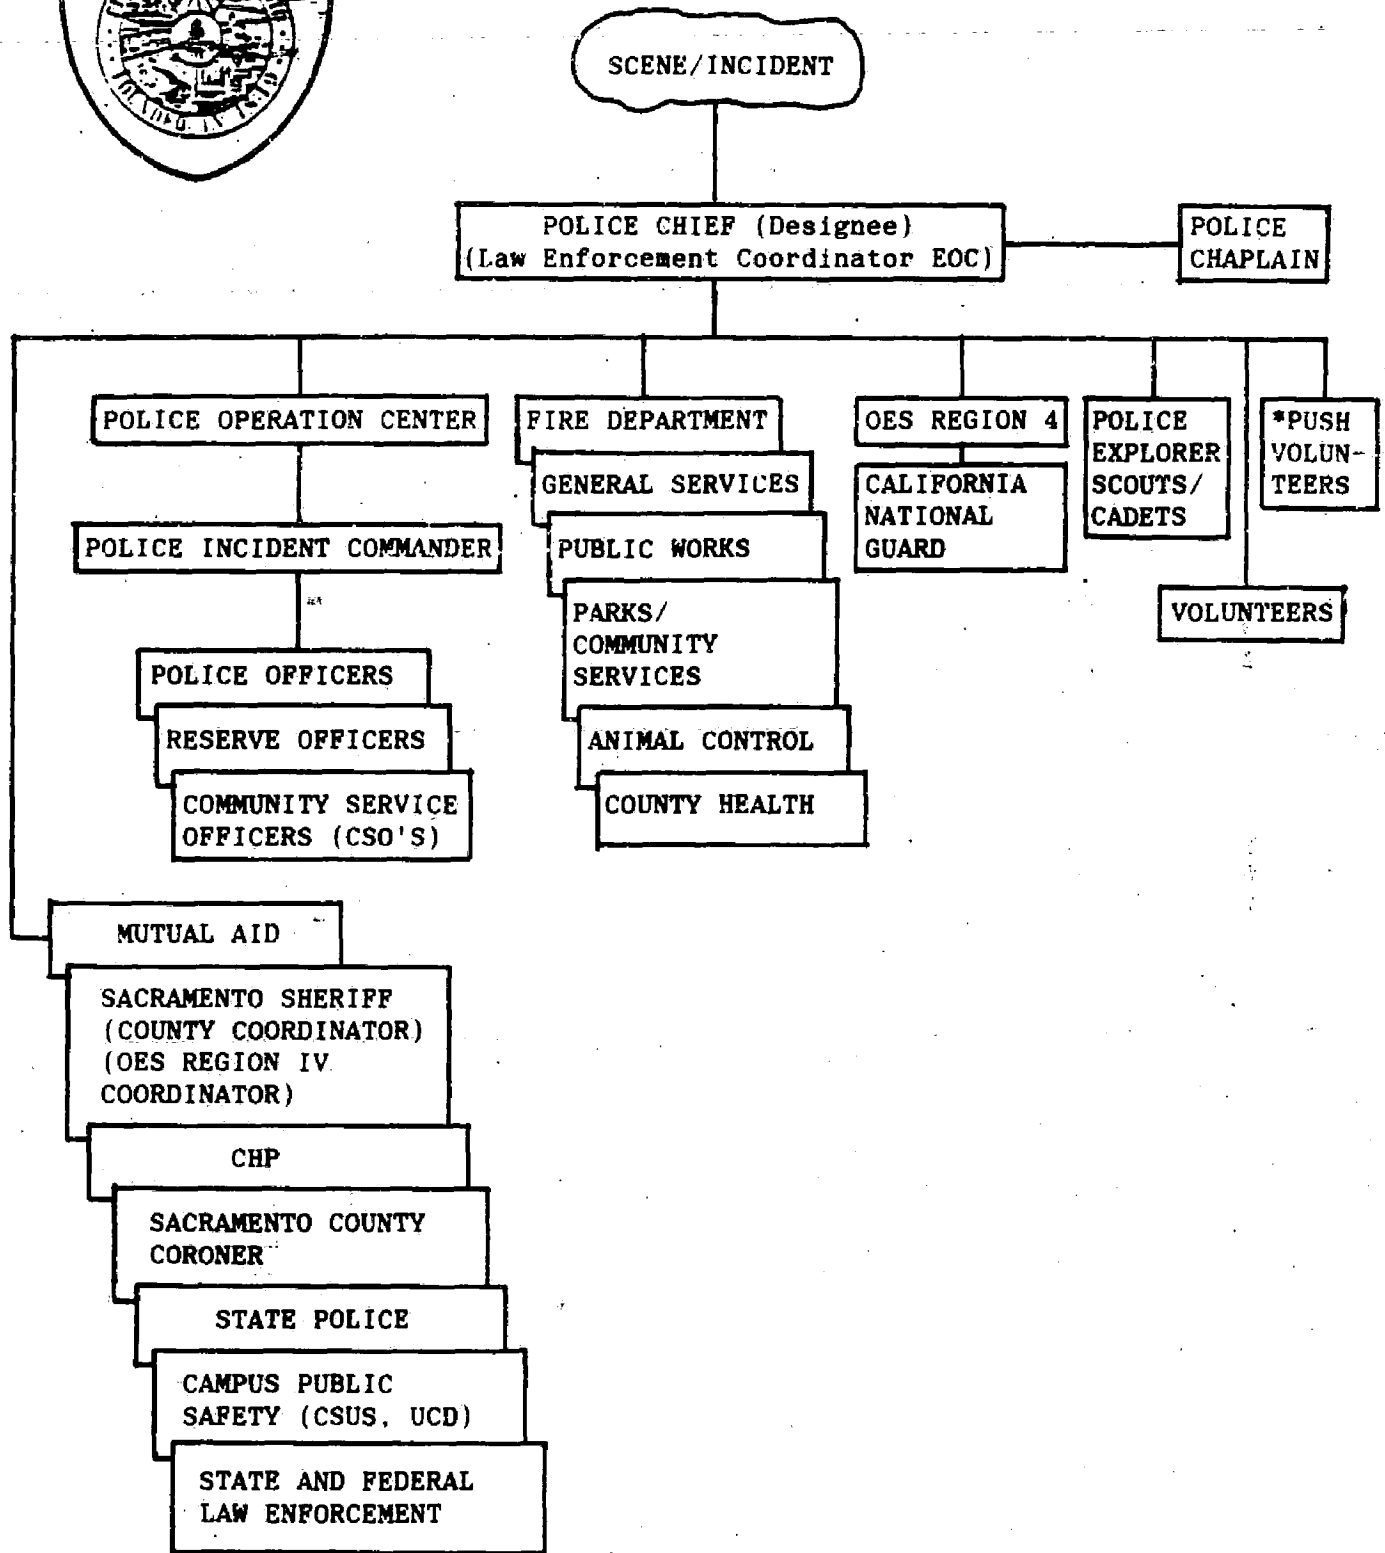 SCENE/INCIDENT
POLICE CHIEF (Designee)
(Law Enforcement Coordinator EOC)
POLICE
CHAPLAIN
POLICE OPERATION CENTER
POLICE INCIDENT COMMANDER
POLICE OFFICERS
RESERVE OFFICERS
COMMUNITY SERVICE
OFFICERS (CSO'S)
FIRE DEPARTMENT
GENERAL SERVICES
PUBLIC WORKS
PARKS/
COMMUNITY
SERVICES
ANIMAL CONTROL
COUNTY HEALTH
OES REGION 4
CALIFORNIA
NATIONAL
GUARD
POLICE
EXPLORER
SCOUTS/
CADETS
VOLUNTEERS
*PUSH
VOLUN-
TEERS
MUTUAL AID
SACRAMENTO SHERIFF
(COUNTY COORDINATOR)
(OES REGION IV
COORDINATOR)
CHP
SACRAMENTO COUNTY
CORONER
STATE POLICE
CAMPUS PUBLIC
SAFETY (CSUS, UCD)
STATE AND FEDERAL
LAW ENFORCEMENT